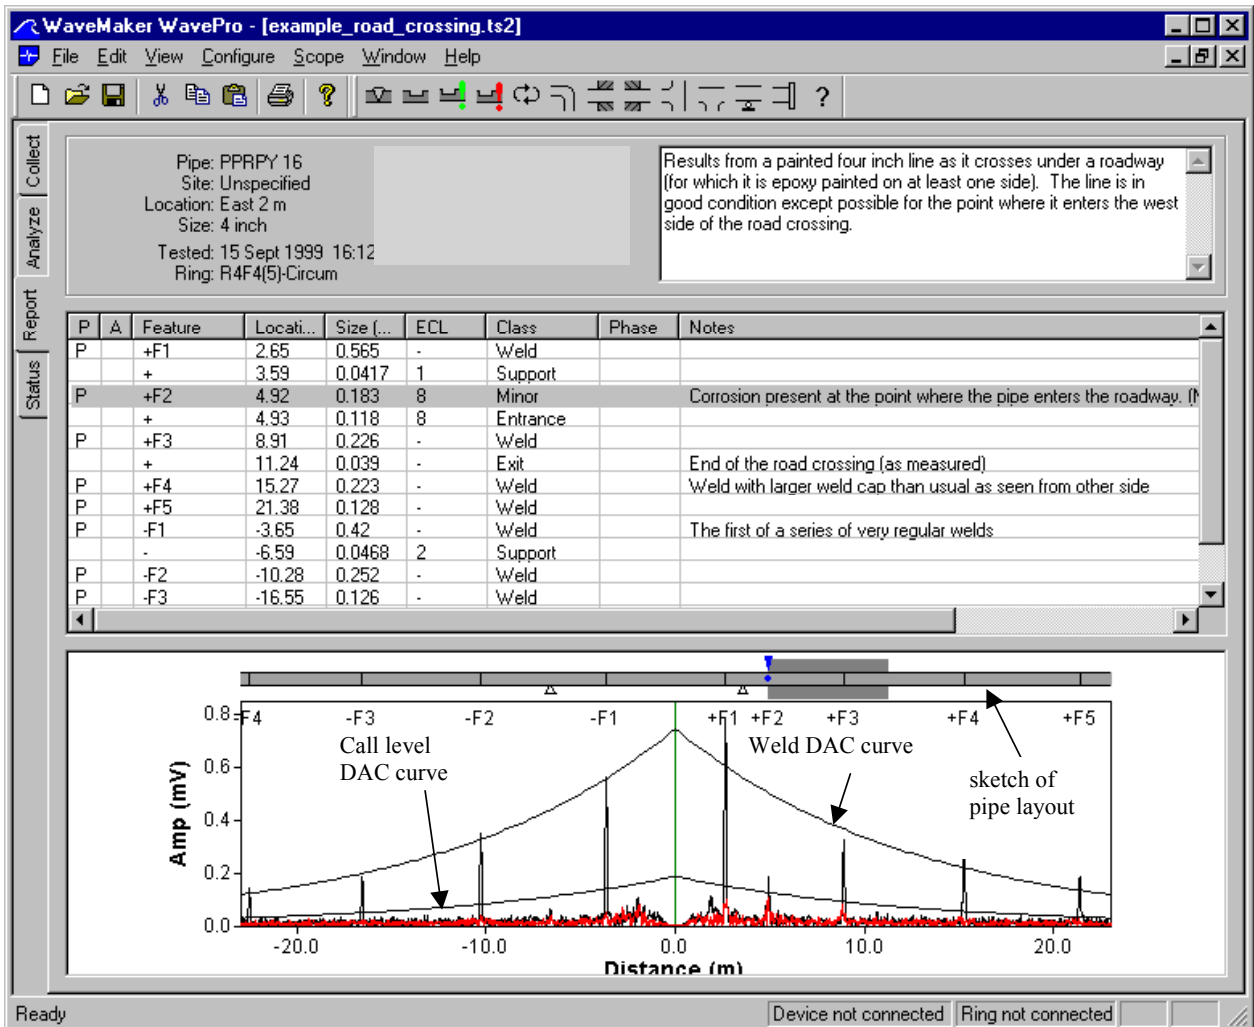 WaveMaker WavePro - [example_road_crossing.ts2]
File Edit View Configure Scope Window Help
Collect
Analyze
Report
Status
Pipe: PPRPY 16
Site: Unspecified
Location: East 2 m
Size: 4 inch
Tested: 15 Sept 1999 16:12
Ring: R4F4(5)-Circum
Results from a painted four inch line as it crosses under a roadway
(for which it is epoxy painted on at least one side). The line is in
good condition except possible for the point where it enters the west
side of the road crossing.
P A Feature Locati... Size (... ECL Class Phase Notes
P +F1 2.65 0.565 - Weld
+ 3.59 0.0417 1 Support
P +F2 4.92 0.183 8 Minor Corrosion present at the point where the pipe enters the roadway. (N
+ 4.93 0.118 8 Entrance
P +F3 8.91 0.226 - Weld
+ 11.24 0.039 - Exit End of the road crossing (as measured)
P +F4 15.27 0.223 - Weld Weld with larger weld cap than usual as seen from other side
P +F5 21.38 0.128 - Weld
P -F1 -3.65 0.42 - Weld The first of a series of very regular welds
- -6.59 0.0468 2 Support
P -F2 -10.28 0.252 - Weld
P -F3 -16.55 0.126 - Weld
F4 -F3 -F2 -F1 +F1 +F2 +F3 +F4 +F5
Call level
DAC curve
Weld DAC curve
sketch of
pipe layout
Amp (mV)
0.8
0.6
0.4
0.2
0.0
-20.0 -10.0 0.0 10.0 20.0
Distance (m)
Ready Device not connected Ring not connected